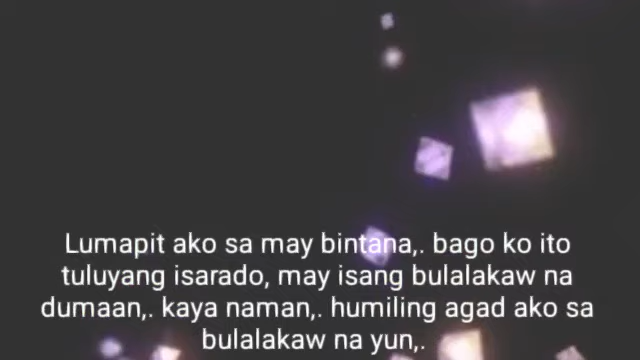 Lumapit ako sa may bintana,. bago ko ito
tuluyang isarado, may isang bulalakaw na
dumaan,. kaya naman,. humiling agad ako sa
bulalakaw na yun,.